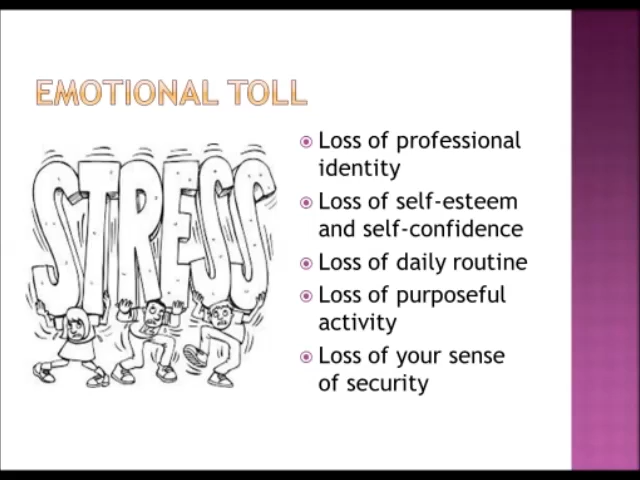 EMOTIONAL TOLL
STRESS
Loss of professional
identity
Loss of self-esteem
and self-confidence
Loss of daily routine
Loss of purposeful
activity
Loss of your sense
of security